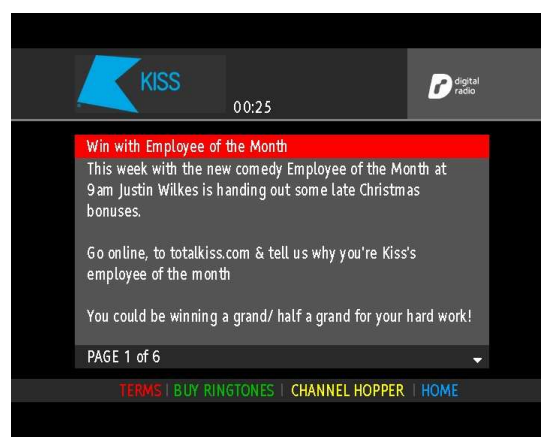 KISS
digital
radio
00:25
Win with Employee of the Month
This week with the new comedy Employee of the Month at
9am Justin Wilkes is handing out some late Christmas
bonuses.
Go online, to totalkiss.com & tell us why you're Kiss's
employee of the month
You could be winning a grand/ half a grand for your hard work!
PAGE 1 of 6
TERMS | BUY RINGTONES | CHANNEL HOPPER | HOME